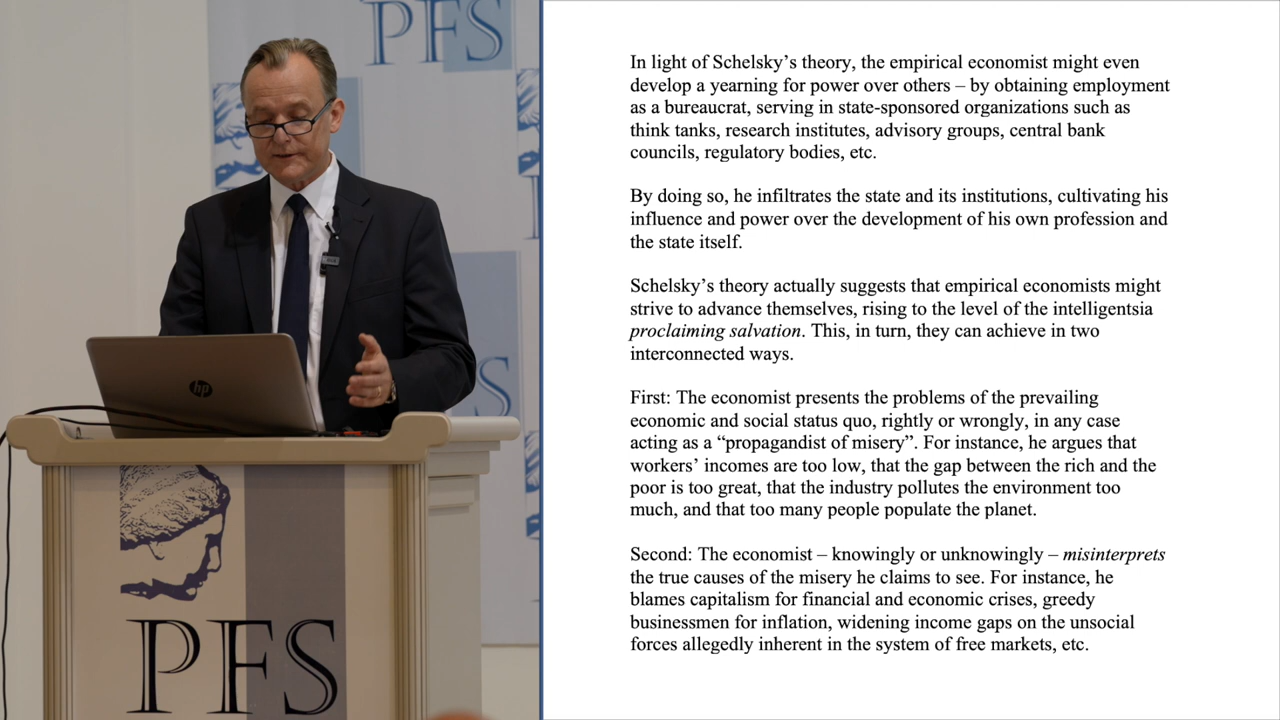 PFS
hp
PFS
In light of Schelsky’s theory, the empirical economist might even
develop a yearning for power over others – by obtaining employment
as a bureaucrat, serving in state-sponsored organizations such as
think tanks, research institutes, advisory groups, central bank
councils, regulatory bodies, etc.
By doing so, he infiltrates the state and its institutions, cultivating his
influence and power over the development of his own profession and
the state itself.
Schelsky’s theory actually suggests that empirical economists might
strive to advance themselves, rising to the level of the intelligentsia
proclaiming salvation. This, in turn, they can achieve in two
interconnected ways.
First: The economist presents the problems of the prevailing
economic and social status quo, rightly or wrongly, in any case
acting as a “propagandist of misery”. For instance, he argues that
workers’ incomes are too low, that the gap between the rich and the
poor is too great, that the industry pollutes the environment too
much, and that too many people populate the planet.
Second: The economist – knowingly or unknowingly – misinterprets
the true causes of the misery he claims to see. For instance, he
blames capitalism for financial and economic crises, greedy
businessmen for inflation, widening income gaps on the unsocial
forces allegedly inherent in the system of free markets, etc.